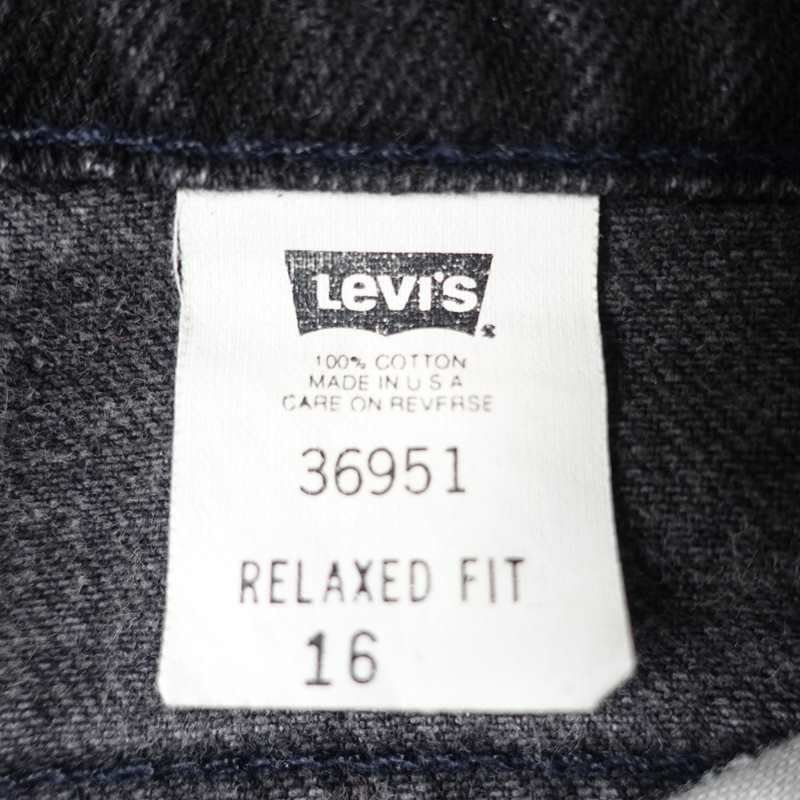 Levi's
100% COTTON
MADE IN U S A
CARE ON REVERSE
36951
RELAXED FIT
16